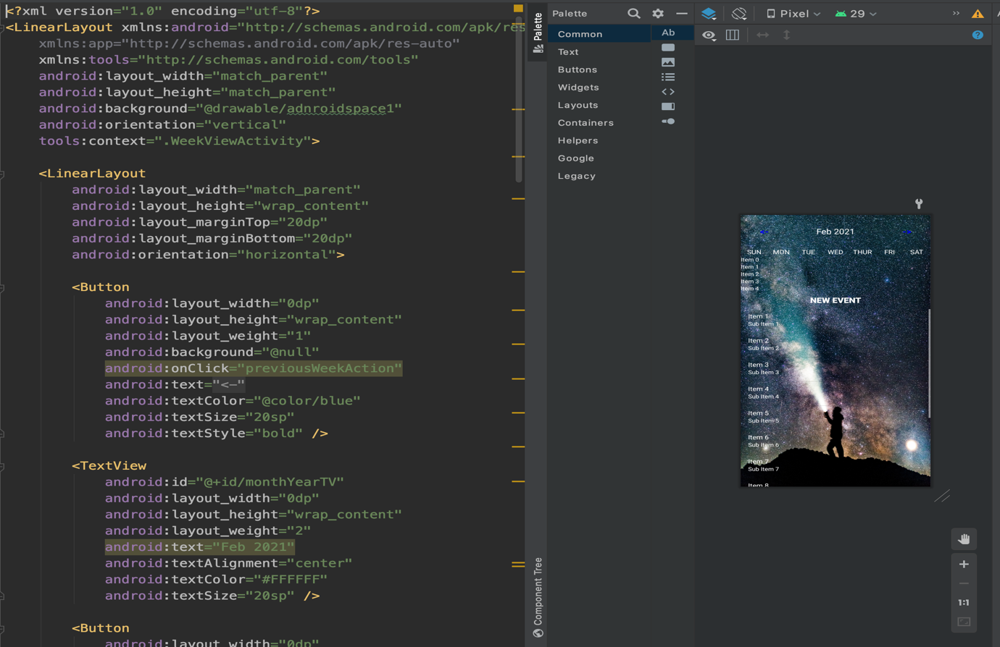 <?xml version="1.0" encoding="utf-8"?>
<LinearLayout xmlns:android="http://schemas.android.com/apk/res
xmlns:app="http://schemas.android.com/apk/res-auto"
xmlns:tools="http://schemas.android.com/tools"
android:layout_width="match_parent"
android:layout_height="match_parent"
android:background="@drawable/adnroidspace1"
android:orientation="vertical"
tools:context=".WeekViewActivity">
<LinearLayout
android:layout_width="match_parent"
android:layout_height="wrap_content"
android:layout_marginTop="20dp"
android:layout_marginBottom="20dp"
android:orientation="horizontal">
<Button
android:layout_width="0dp"
android:layout_height="wrap_content"
android:layout_weight="1"
android:background="@null"
android:onClick="previousWeekAction"
android:text="<-"
android:textColor="@color/blue"
android:textSize="20sp"
android:textStyle="bold" />
<TextView
android:id="@+id/monthYearTV"
android:layout_width="0dp"
android:layout_height="wrap_content"
android:layout_weight="2"
android:text="Feb 2021"
android:textAlignment="center"
android:textColor="#FFFFFF"
android:textSize="20sp" />
<Button
android:layout_width="0dp"
Palette
Component Tree
Palette
Common
Text
Buttons
Widgets
Layouts
Containers
Helpers
Google
Legacy
Ab
Pixel
29
Feb 2021
SUN MON TUE WED THUR FRI SAT
Item 0
Item 1
Item 2
Item 3
Item 4
NEW EVENT
Item 1
Sub Item 1
Item 2
Sub Item 2
Item 3
Sub Item 3
Item 4
Sub Item 4
Item 5
Sub Item 5
Item 6
Sub Item 6
Item 7
Sub Item 7
Item 8
1:1